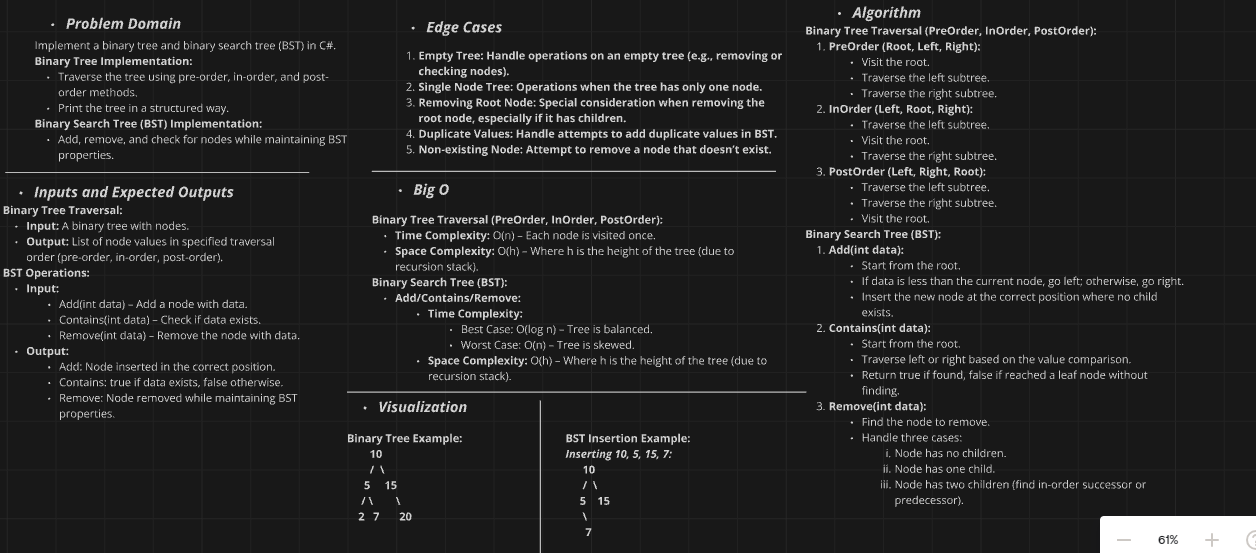 • Problem Domain
Implement a binary tree and binary search tree (BST) in C#.
Binary Tree Implementation:
• Traverse the tree using pre-order, in-order, and post-
order methods.
• Print the tree in a structured way.
Binary Search Tree (BST) Implementation:
• Add, remove, and check for nodes while maintaining BST
properties.
• Inputs and Expected Outputs
Binary Tree Traversal:
• Input: A binary tree with nodes.
• Output: List of node values in specified traversal
order (pre-order, in-order, post-order).
BST Operations:
• Input:
• Add(int data) – Add a node with data.
• Contains(int data) – Check if data exists.
• Remove(int data) – Remove the node with data.
• Output:
• Add: Node inserted in the correct position.
• Contains: true if data exists, false otherwise.
• Remove: Node removed while maintaining BST
properties.
• Edge Cases
1. Empty Tree: Handle operations on an empty tree (e.g., removing or
checking nodes).
2. Single Node Tree: Operations when the tree has only one node.
3. Removing Root Node: Special consideration when removing the
root node, especially if it has children.
4. Duplicate Values: Handle attempts to add duplicate values in BST.
5. Non-existing Node: Attempt to remove a node that doesn't exist.
• Big O
Binary Tree Traversal (PreOrder, InOrder, PostOrder):
• Time Complexity: O(n) – Each node is visited once.
• Space Complexity: O(h) – Where h is the height of the tree (due to
recursion stack).
Binary Search Tree (BST):
• Add/Contains/Remove:
• Time Complexity:
• Best Case: O(log n) – Tree is balanced.
• Worst Case: O(n) – Tree is skewed.
• Space Complexity: O(h) – Where h is the height of the tree (due to
recursion stack).
• Visualization
Binary Tree Example:
10
/ \
5 15
/ \ \
2 7 20
BST Insertion Example:
Inserting 10, 5, 15, 7:
10
/ \
5 15
\
7
• Algorithm
Binary Tree Traversal (PreOrder, InOrder, PostOrder):
1. PreOrder (Root, Left, Right):
• Visit the root.
• Traverse the left subtree.
• Traverse the right subtree.
2. InOrder (Left, Root, Right):
• Traverse the left subtree.
• Visit the root.
• Traverse the right subtree.
3. PostOrder (Left, Right, Root):
• Traverse the left subtree.
• Traverse the right subtree.
• Visit the root.
Binary Search Tree (BST):
1. Add(int data):
• Start from the root.
• If data is less than the current node, go left; otherwise, go right.
• Insert the new node at the correct position where no child
exists.
2. Contains(int data):
• Start from the root.
• Traverse left or right based on the value comparison.
• Return true if found, false if reached a leaf node without
finding.
3. Remove(int data):
• Find the node to remove.
• Handle three cases:
i. Node has no children.
ii. Node has one child.
iii. Node has two children (find in-order successor or
predecessor).
61%